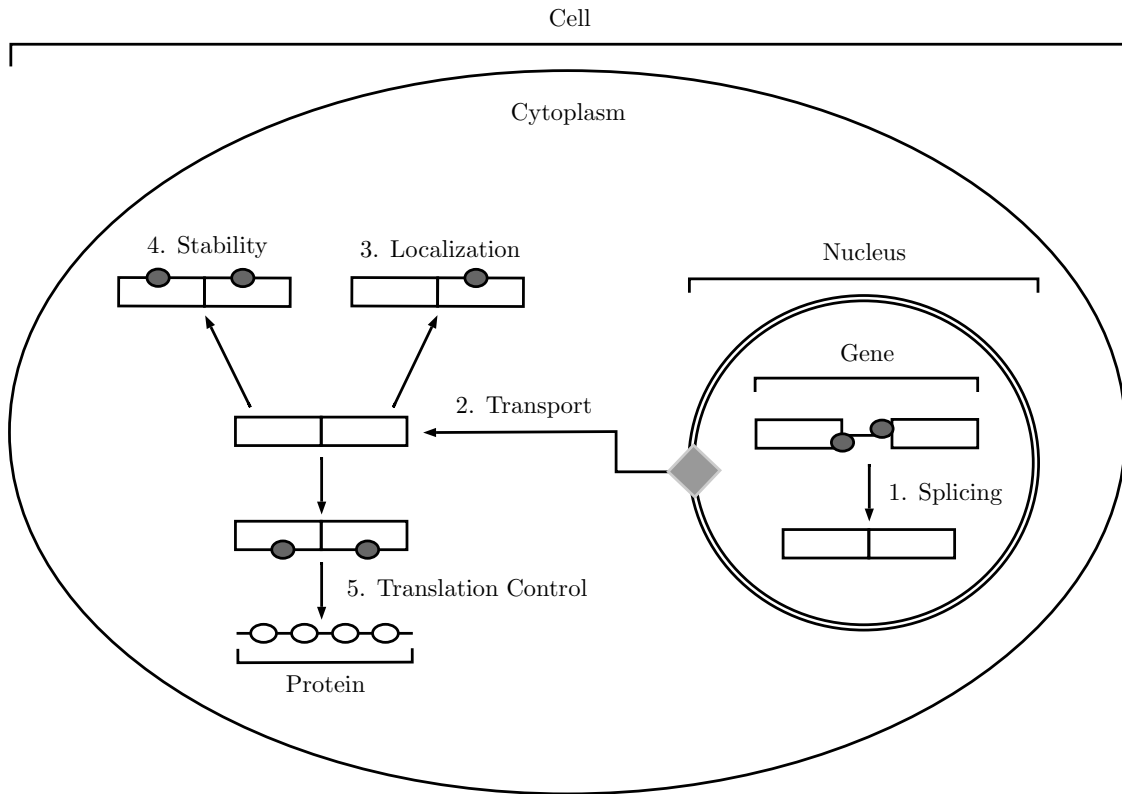 Cell
Cytoplasm
4. Stability
3. Localization
Nucleus
Gene
2. Transport
1. Splicing
5. Translation Control
Protein